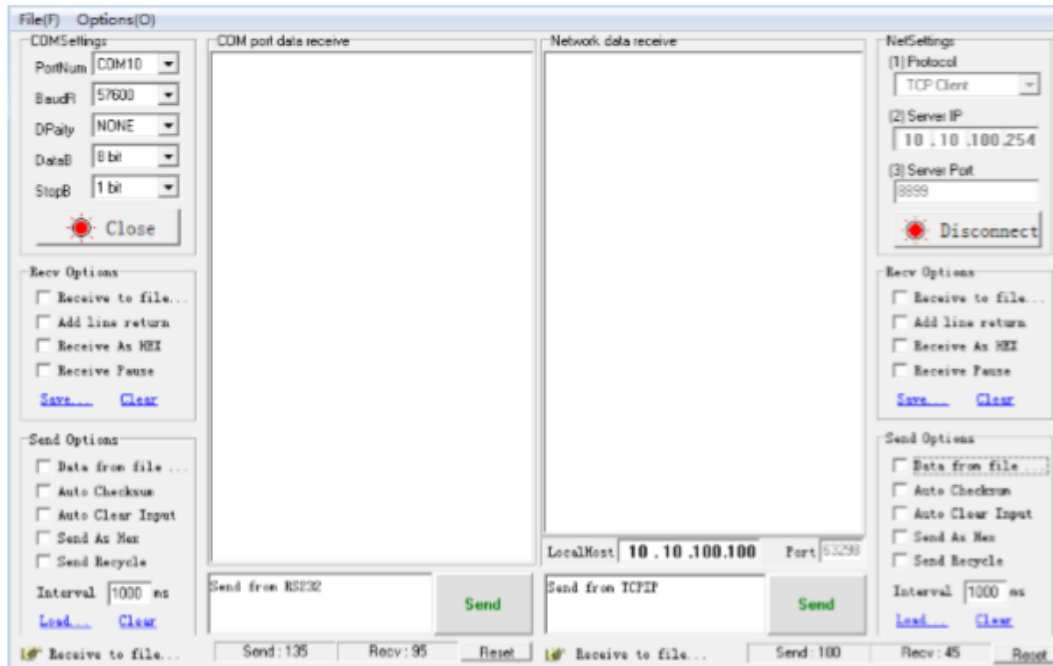 File(F) Options(O)
COMSettings
PortNum COM10
BaudR 57600
DPaity NONE
DataB 8 bit
StopB 1 bit
Close
Recv Options
Receive to file...
Add line return
Receive As HEX
Receive Pause
Save... Clear
Send Options
Data from file ...
Auto Checksum
Auto Clear Input
Send As Hex
Send Recycle
Interval 1000 ms
Load... Clear
Receive to file...
COM port data receive
Send from RS232
Send
Send : 135 Recv : 95 Reset
Network data receive
LocalHost 10 . 10 .100.100 Port 63298
Send from TCPIP
Send
Receive to file... Send : 180 Recv : 45 Reset
NetSettings
(1) Protocol
TCP Client
(2) Server IP
10 . 10 .100.254
(3) Server Port
8899
Disconnect
Recv Options
Receive to file...
Add line return
Receive As HEX
Receive Pause
Save... Clear
Send Options
Data from file ...
Auto Checksum
Auto Clear Input
Send As Hex
Send Recycle
Interval 1000 ms
Load... Clear